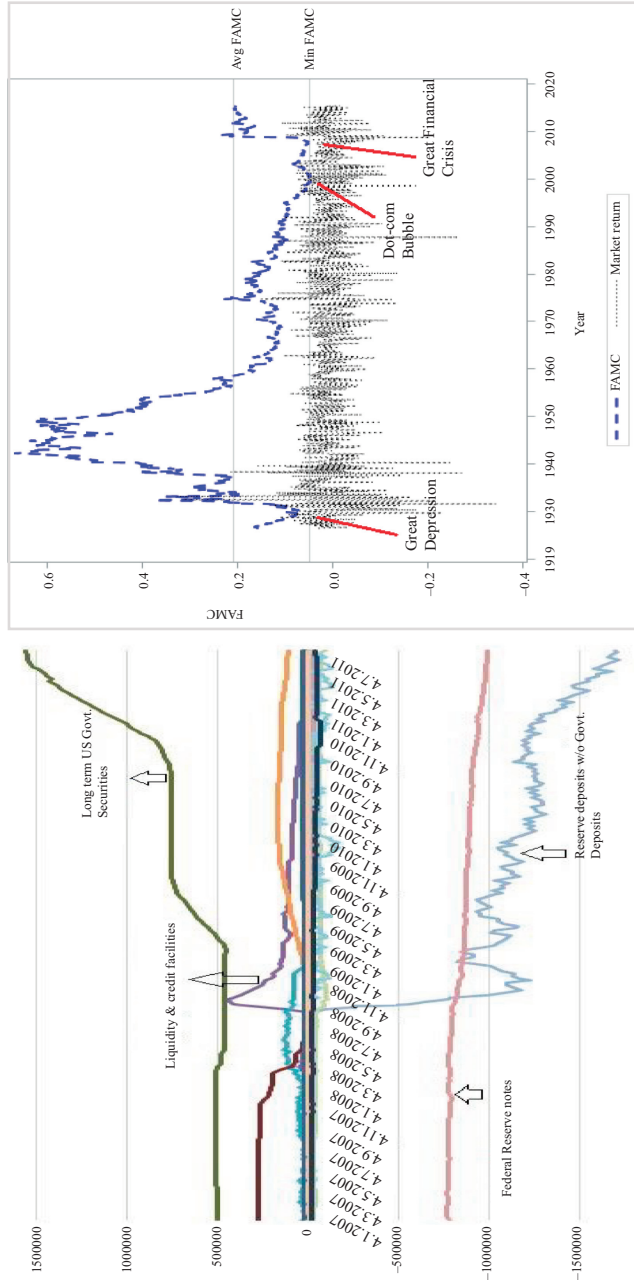 1500000
1000000
500000
0
-500000
-1000000
-1500000
Long term US Govt.
Securities
Liquidity & credit facilities
Federal Reserve notes
Reserve deposits w/o Govt.
Deposits
4.1.2007
4.3.2007
4.5.2007
4.7.2007
4.9.2007
4.11.2007
4.1.2008
4.3.2008
4.5.2008
4.7.2008
4.9.2008
4.11.2008
4.1.2009
4.3.2009
4.5.2009
4.7.2009
4.9.2009
4.11.2009
4.1.2010
4.3.2010
4.5.2010
4.7.2010
4.9.2010
4.11.2010
4.1.2011
4.3.2011
4.5.2011
4.7.2011
FAMC
0.6
0.4
0.2
0.0
−0.2
−0.4
Avg FAMC
Min FAMC
Great
Depression
Dot-com
Bubble
Great Financial
Crisis
1919
1930
1940
1950
1960
1970
1980
1990
2000
2010
2020
Year
FAMC
Market return